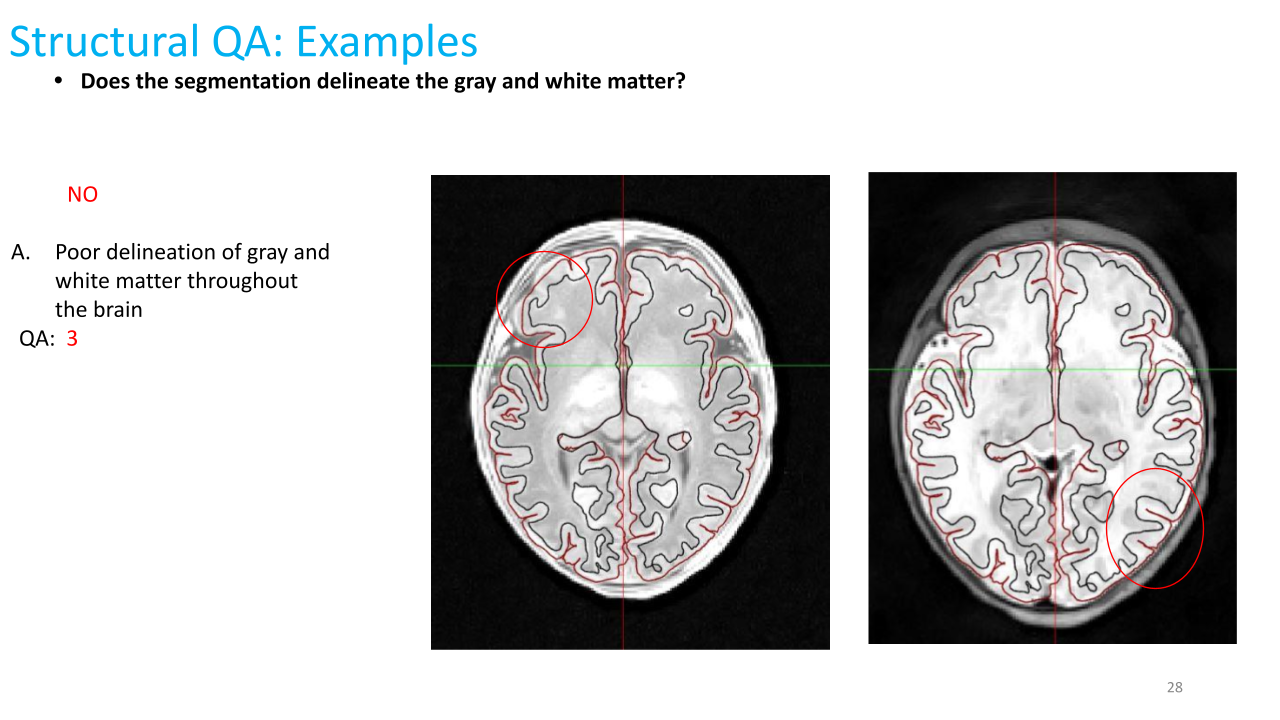 Structural QA: Examples
• Does the segmentation delineate the gray and white matter?
NO
A. Poor delineation of gray and
white matter throughout
the brain
QA: 3
28